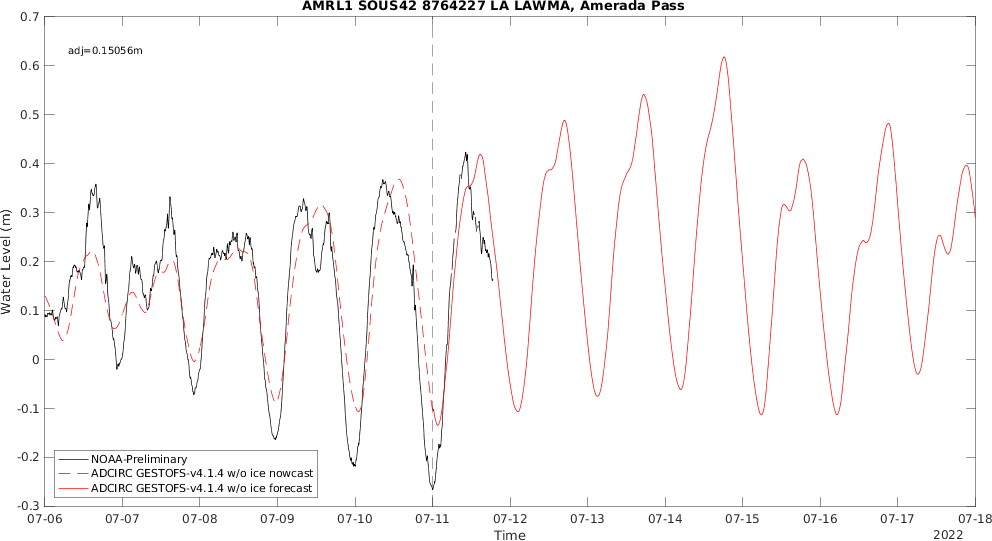 AMRL1 SOUS42 8764227 LA LAWMA, Amerada Pass
adj=0.15056m
0.7
0.6
0.5
0.4
0.3
0.2
0.1
0
-0.1
-0.2
-0.3
Water Level (m)
NOAA-Preliminary
ADCIRC GESTOFS-v4.1.4 w/o ice nowcast
ADCIRC GESTOFS-v4.1.4 w/o ice forecast
07-06 07-07 07-08 07-09 07-10 07-11 07-12 07-13 07-14 07-15 07-16 07-17 07-18
Time
2022